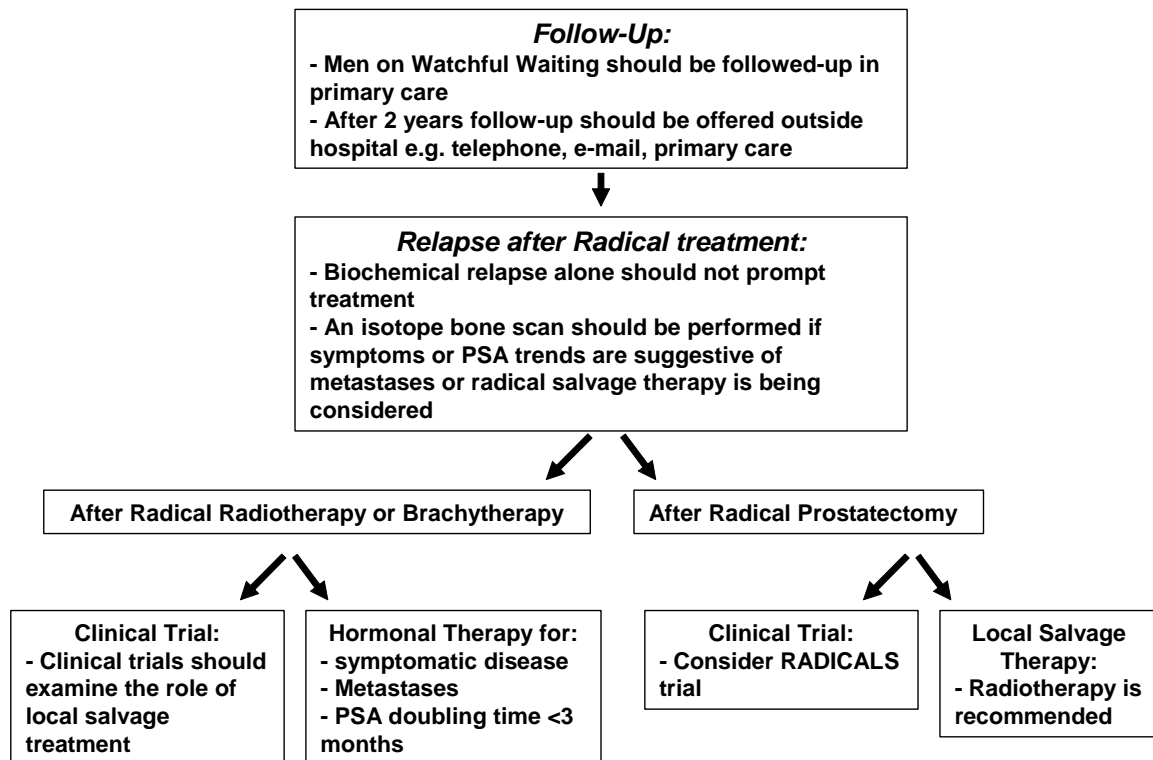 Follow-Up:
- Men on Watchful Waiting should be followed-up in
primary care
- After 2 years follow-up should be offered outside
hospital e.g. telephone, e-mail, primary care
Relapse after Radical treatment:
- Biochemical relapse alone should not prompt
treatment
- An isotope bone scan should be performed if
symptoms or PSA trends are suggestive of
metastases or radical salvage therapy is being
considered
After Radical Radiotherapy or Brachytherapy
After Radical Prostatectomy
Clinical Trial:
- Clinical trials should
examine the role of
local salvage
treatment
Hormonal Therapy for:
- symptomatic disease
- Metastases
- PSA doubling time <3
months
Clinical Trial:
- Consider RADICALS
trial
Local Salvage
Therapy:
- Radiotherapy is
recommended